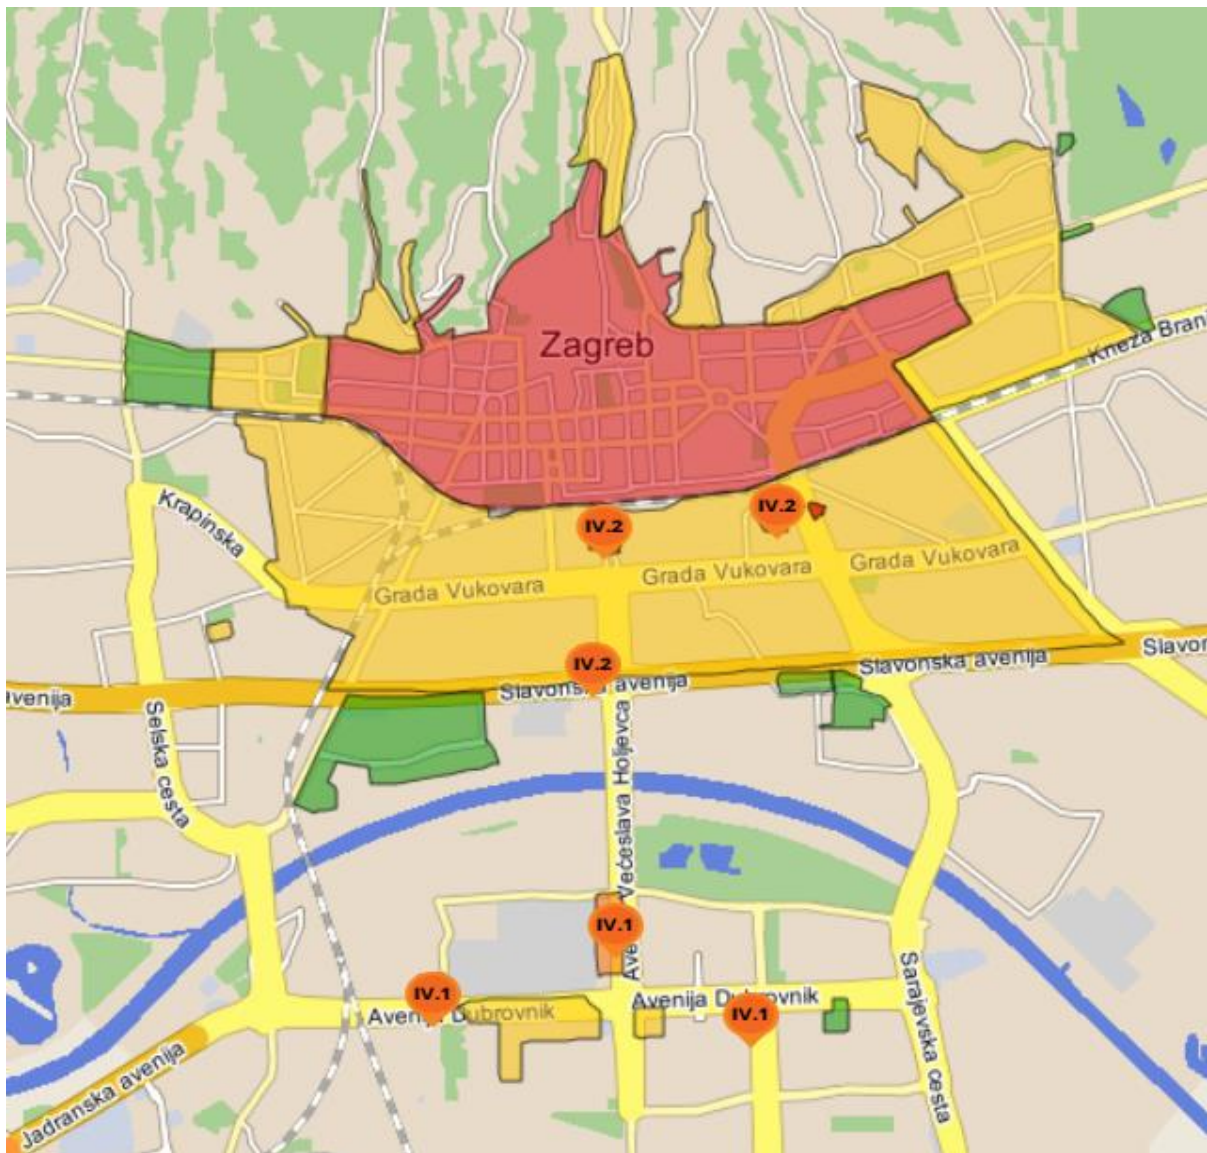 Zagreb
Kneza Brani
Krapinska
IV.2
IV.2
Grada Vukovara
Grada Vukovara
Grada Vukovara
IV.2
avenija
Slavonska avenija
Slavonska avenija
Slavon
Selska cesta
Većeslava Holjevca
IV.1
Ave
IV.1
Avenija Dubrovnik
Avenija Dubrovnik
IV.1
Sarajevska cesta
Jadranska avenija